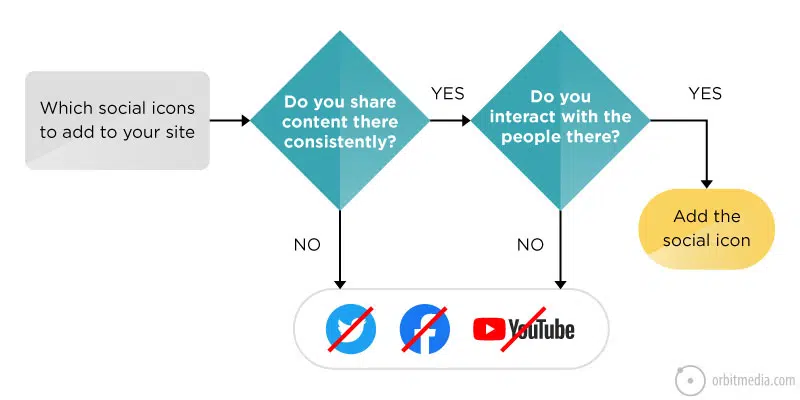 Which social icons
to add to your site
Do you share
content there
consistently?
YES
Do you
interact with the
people there?
YES
Add the
social icon
NO
NO
YouTube
orbitmedia.com